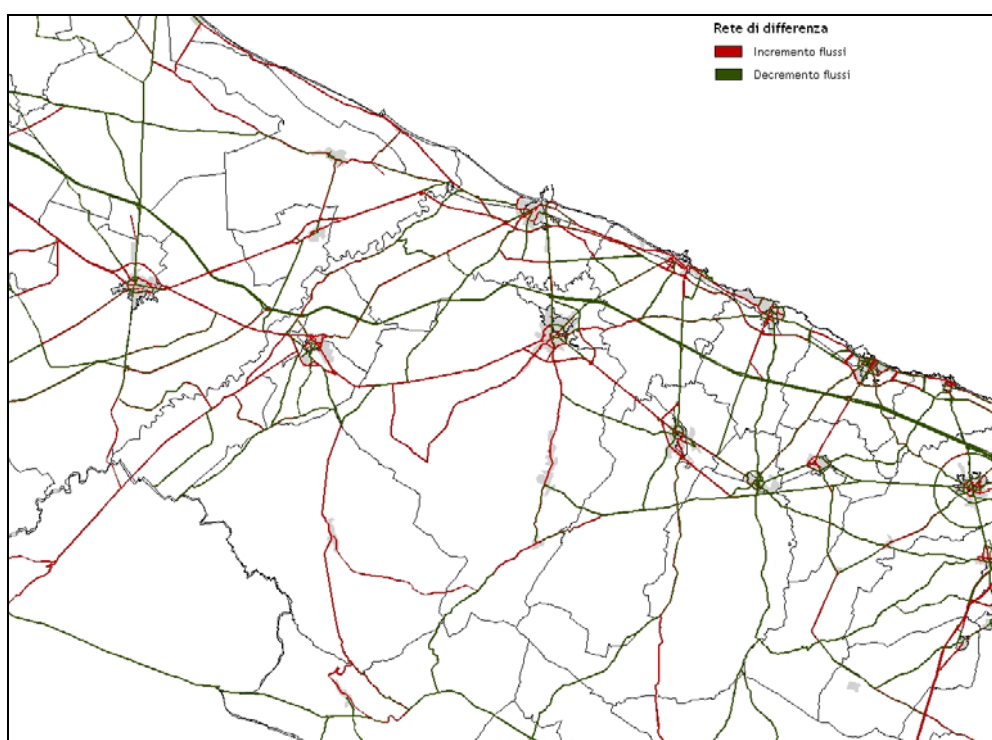 Rete di differenza
Incremento flussi
Decremento flussi